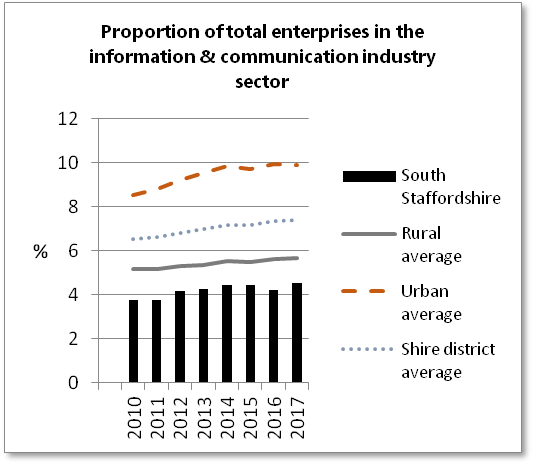 Proportion of total enterprises in the
information & communication industry
sector
12
10
8
6
4
2
0
%
2010
2011
2012
2013
2014
2015
2016
2017
South
Staffordshire
Rural
average
Urban
average
Shire district
average